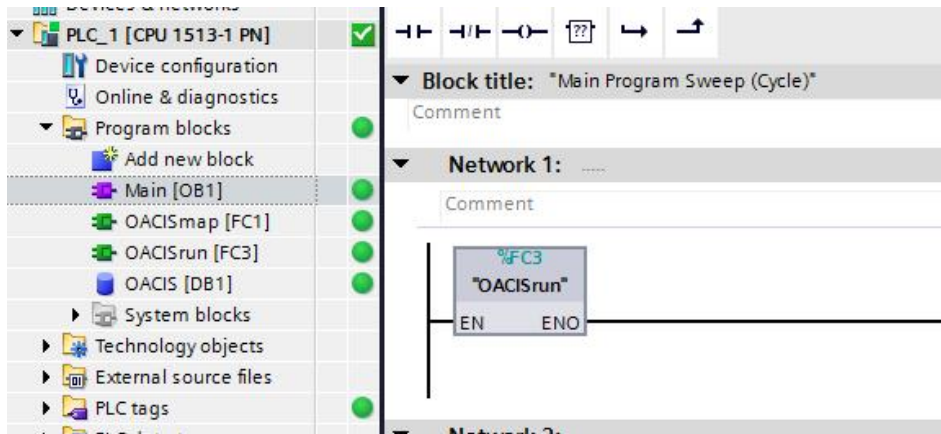 PLC_1 [CPU 1513-1 PN]
Device configuration
Online & diagnostics
Program blocks
Add new block
Main [OB1]
OACISmap [FC1]
OACISrun [FC3]
OACIS [DB1]
System blocks
Technology objects
External source files
PLC tags
??
Block title: "Main Program Sweep (Cycle)"
Comment
Network 1: .....
Comment
%FC3
"OACISrun"
EN ENO
Network 2: